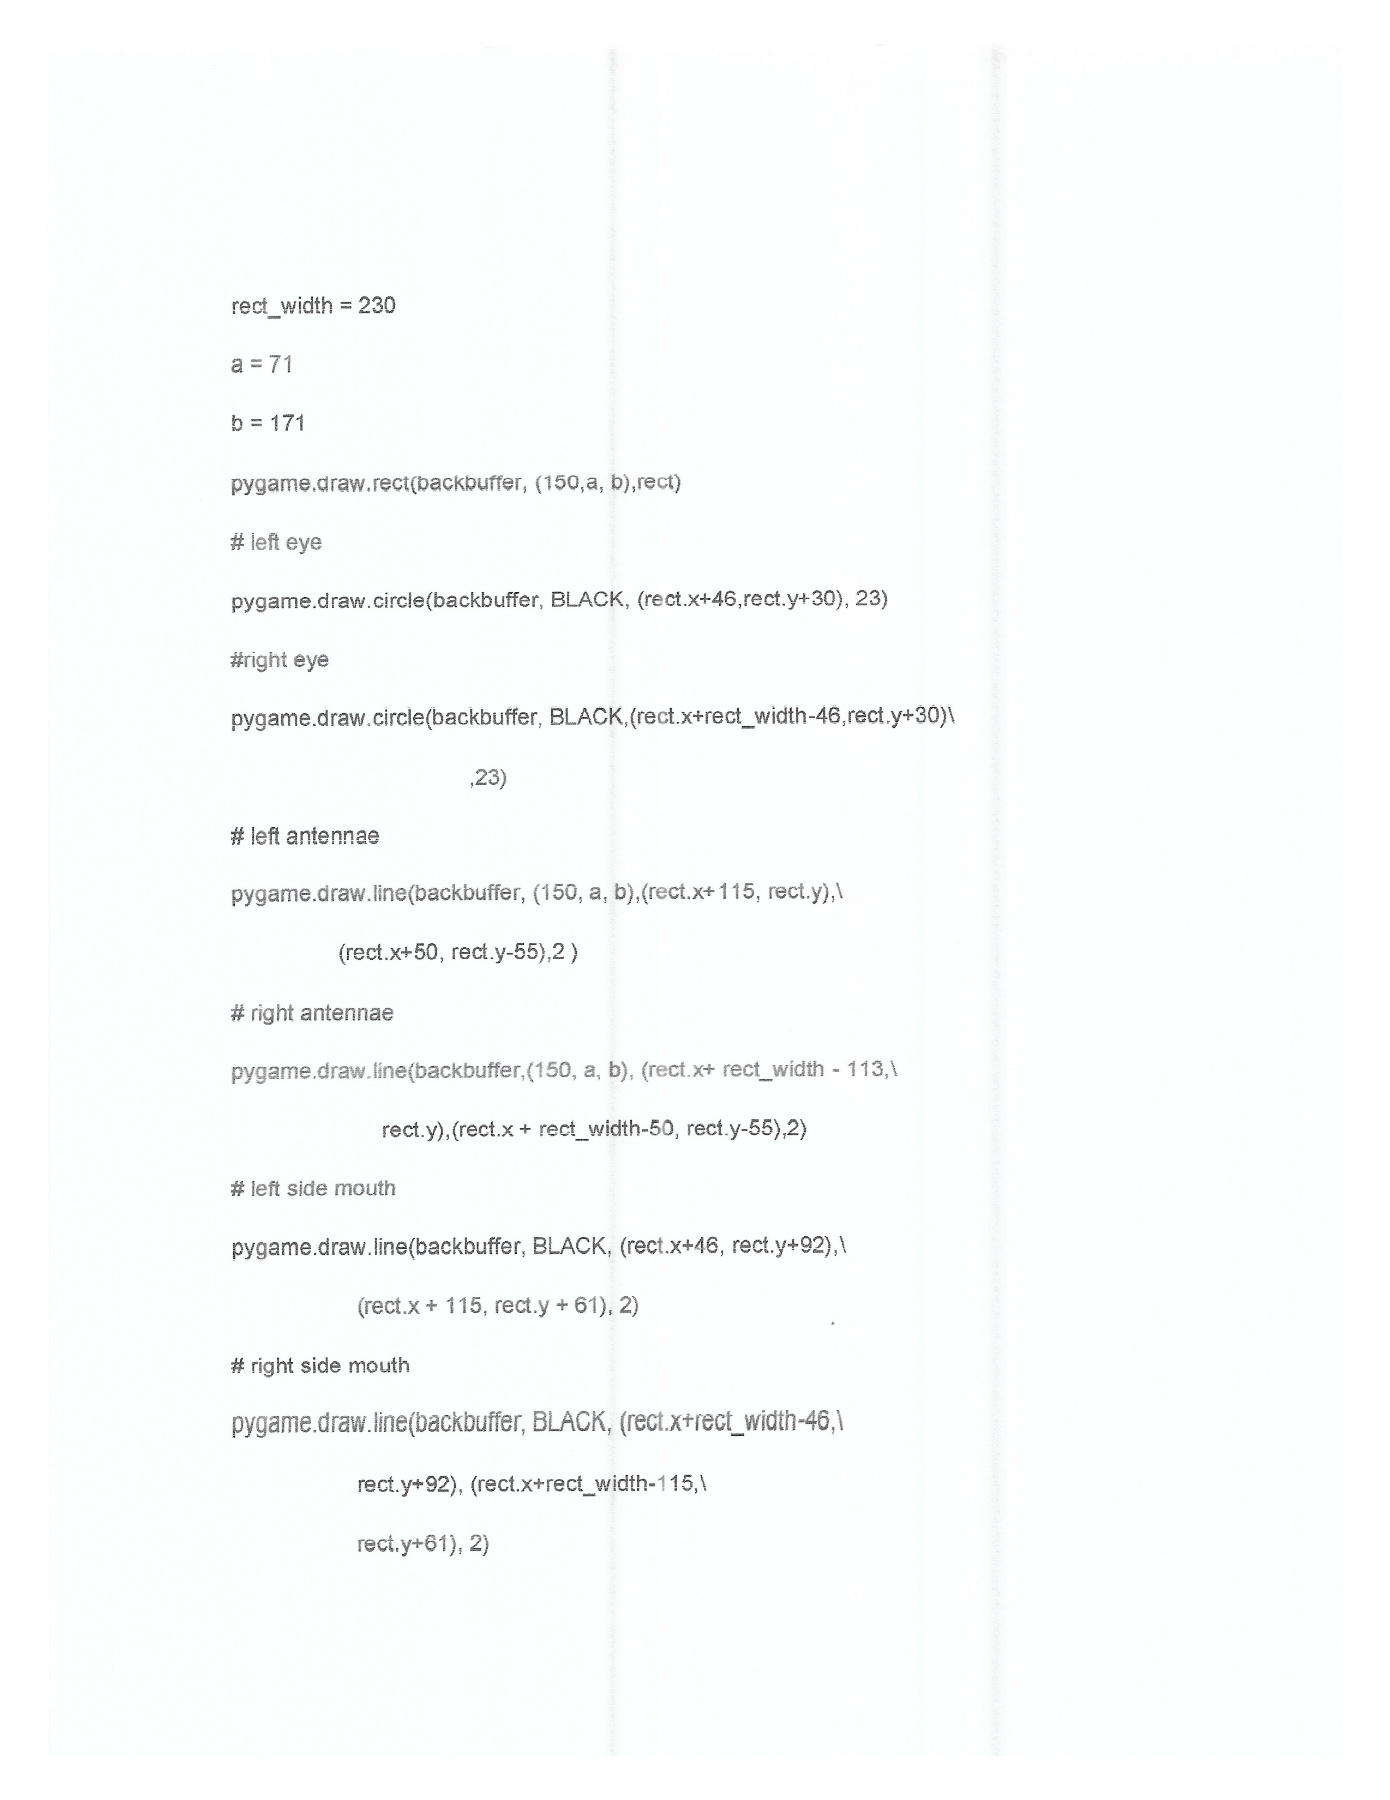 rect_width = 230
a = 71
b = 171
pygame.draw.rect(backbuffer, (150,a, b),rect)
# left eye
pygame.draw.circle(backbuffer, BLACK, (rect.x+46,rect.y+30), 23)
#right eye
pygame.draw.circle(backbuffer, BLACK,(rect.x+rect_width-46,rect.y+30)\
,23)
# left antennae
pygame.draw.line(backbuffer, (150, a, b),(rect.x+115, rect.y),\
(rect.x+50, rect.y-55),2 )
# right antennae
pygame.draw.line(backbuffer,(150, a, b), (rect.x+ rect_width - 113,\
rect.y),(rect.x + rect_width-50, rect.y-55),2)
# left side mouth
pygame.draw.line(backbuffer, BLACK, (rect.x+46, rect.y+92),\
(rect.x + 115, rect.y + 61), 2)
# right side mouth
pygame.draw.line(backbuffer, BLACK, (rect.x+rect_width-46,\
rect.y+92), (rect.x+rect_width-115,\
rect.y+61), 2)